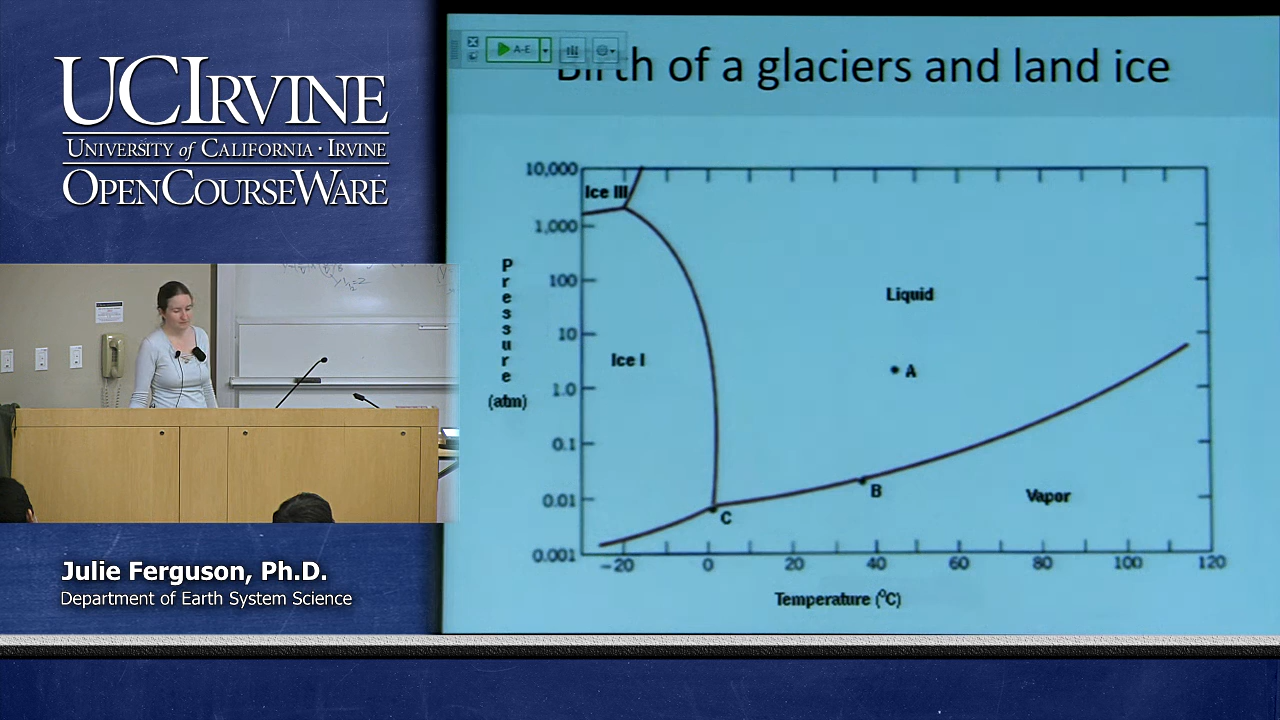 UCIRVINE
UNIVERSITY of CALIFORNIA · IRVINE
OPENCOURSEWARE
Julie Ferguson, Ph.D.
Department of Earth System Science
A-E
Birth of a glaciers and land ice
10,000
1,000
100
10
1.0
0.1
0.01
0.001
Pressure
(atm)
Ice III
Ice I
Liquid
A
B
C
Vapor
-20 0 20 40 60 80 100 120
Temperature (°C)